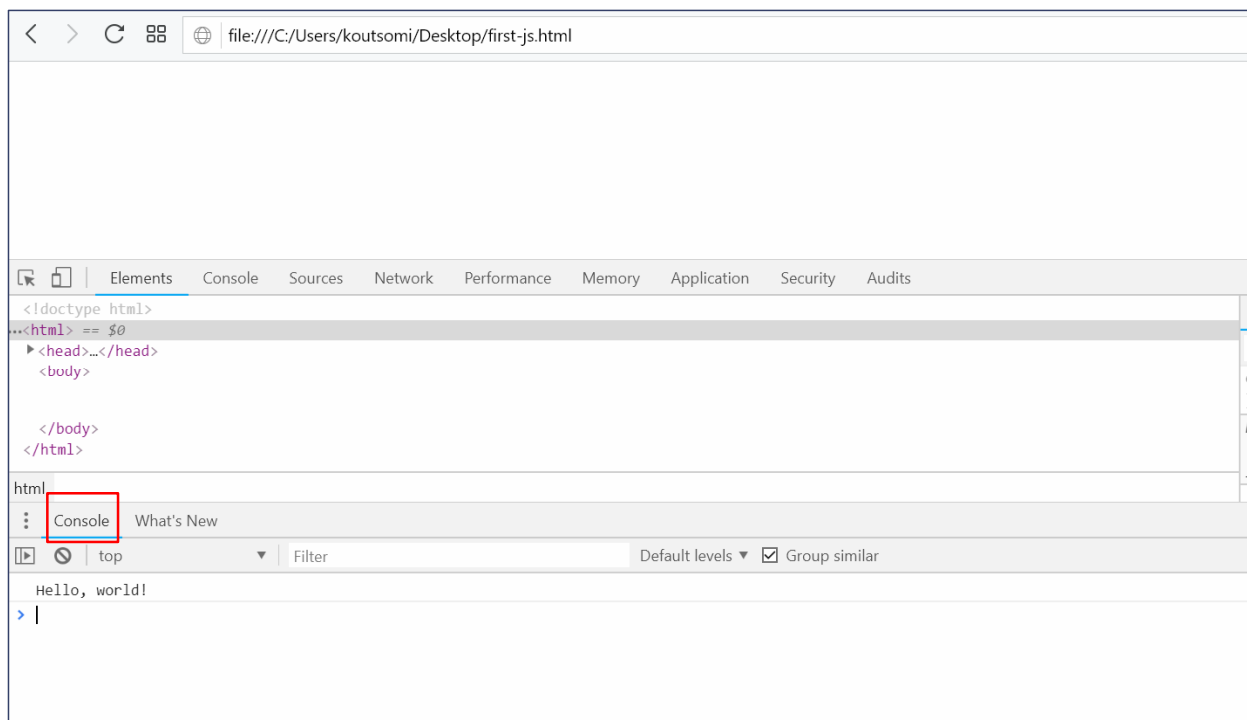 file:///C:/Users/koutsomi/Desktop/first-js.html
Elements Console Sources Network Performance Memory Application Security Audits
<!doctype html>
…<html> == $0
<head>…</head>
<body>
</body>
</html>
html
Console What's New
top Filter Default levels Group similar
Hello, world!
>